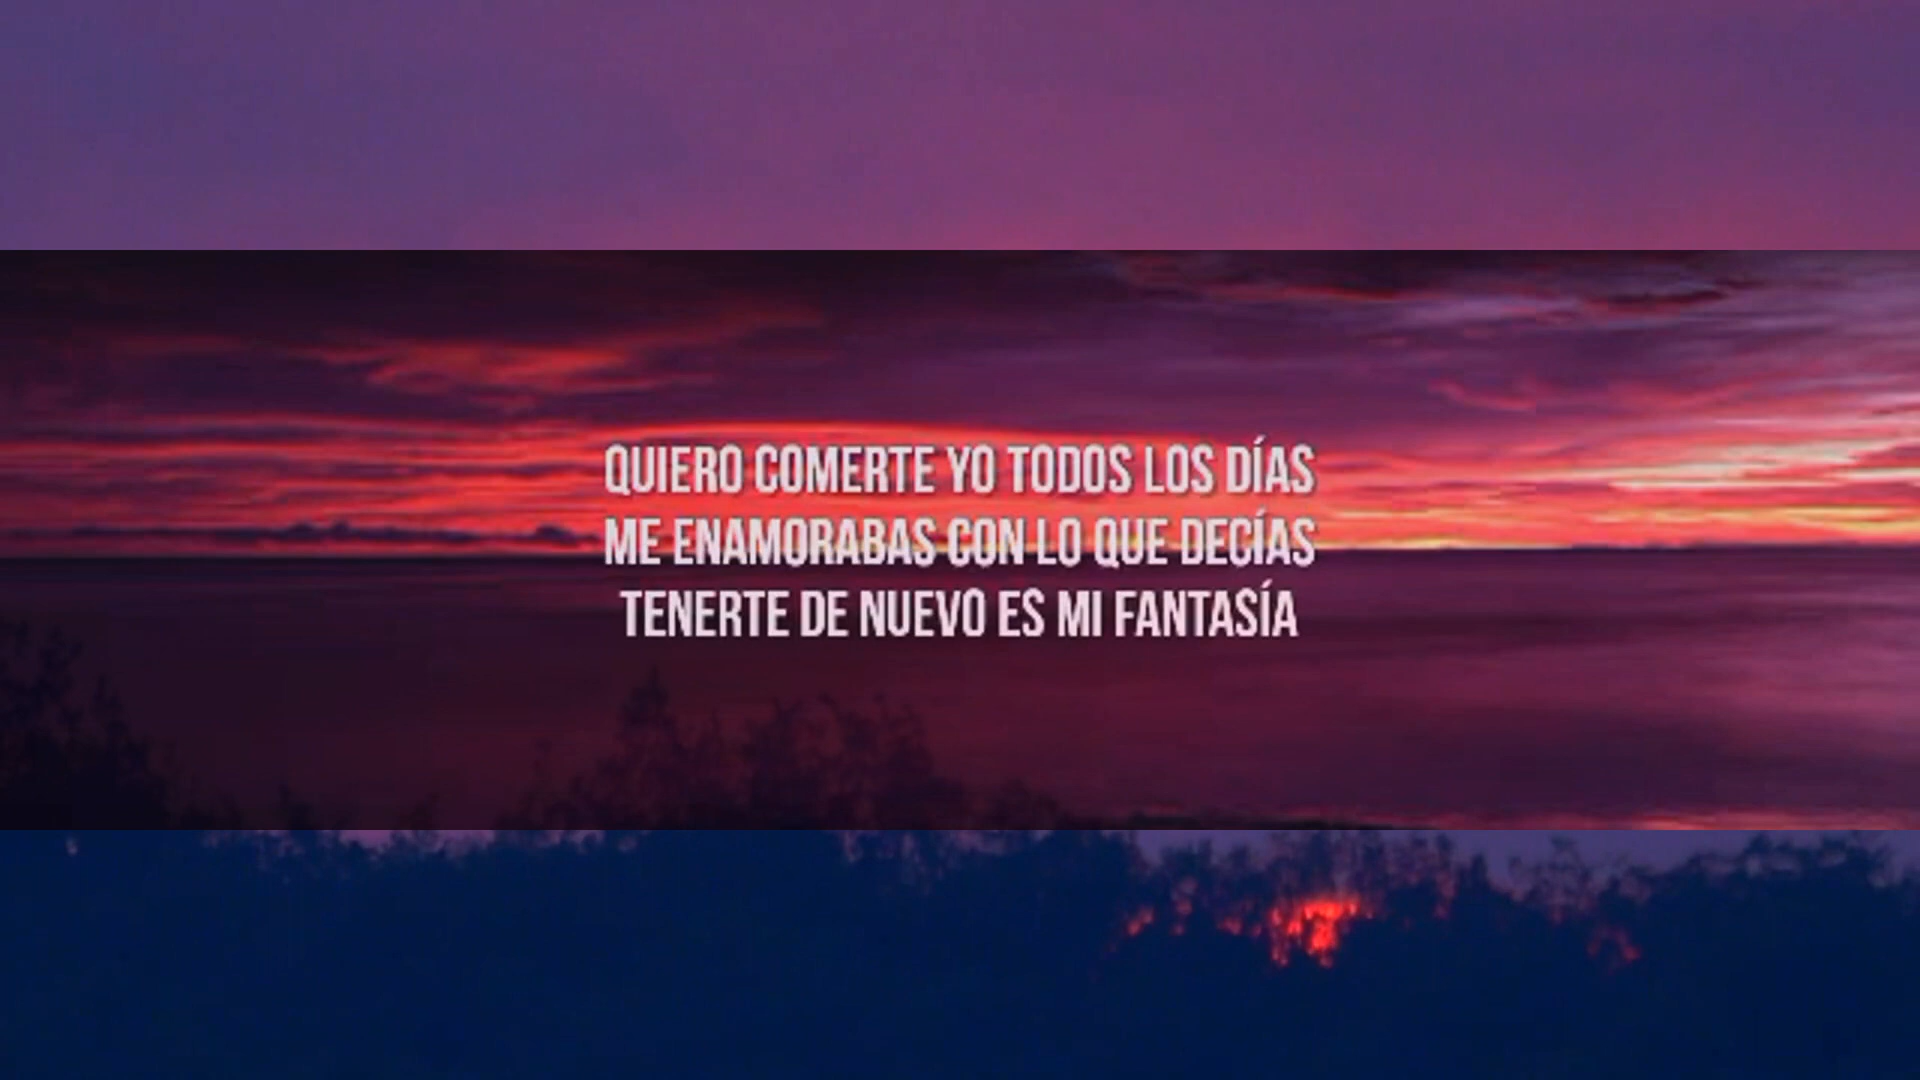 QUIERO COMERTE YO TODOS LOS DÍAS
ME ENAMORABAS CON LO QUE DECÍAS
TENERTE DE NUEVO ES MI FANTASÍA